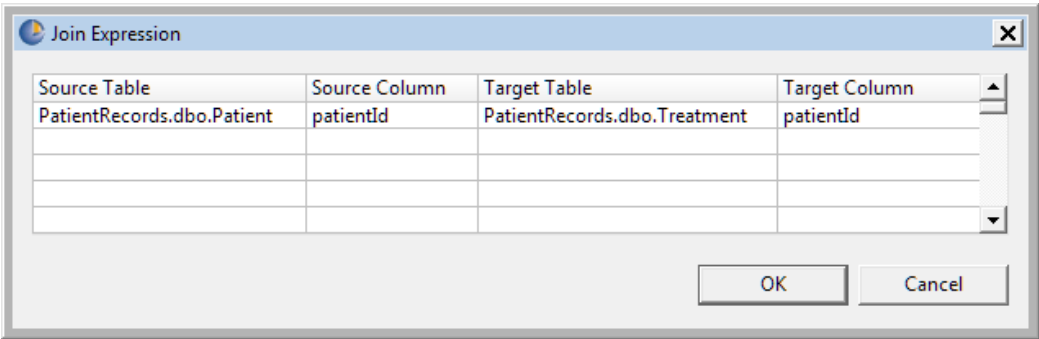 Join Expression
Source Table Source Column Target Table Target Column
PatientRecords.dbo.Patient patientId PatientRecords.dbo.Treatment patientId
OK Cancel